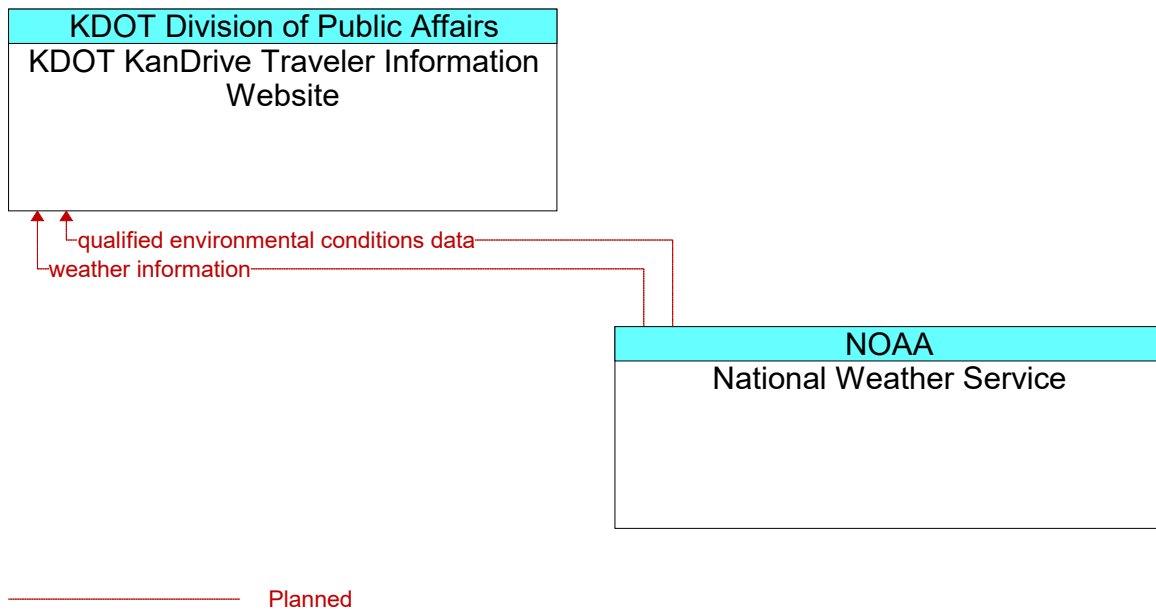 KDOT Division of Public Affairs
KDOT KanDrive Traveler Information
Website
qualified environmental conditions data
weather information
NOAA
National Weather Service
Planned